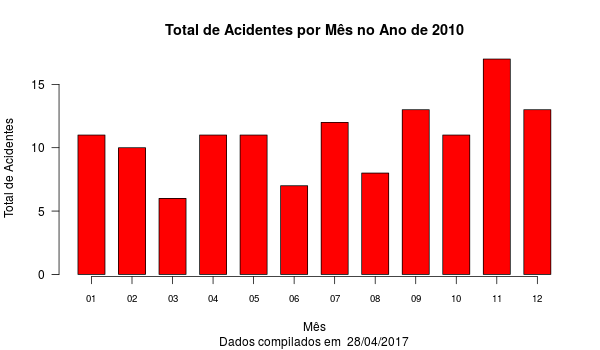 Total de Acidentes por Mês no Ano de 2010
Total de Acidentes
15
10
5
0
01 02 03 04 05 06 07 08 09 10 11 12
Mês
Dados compilados em 28/04/2017